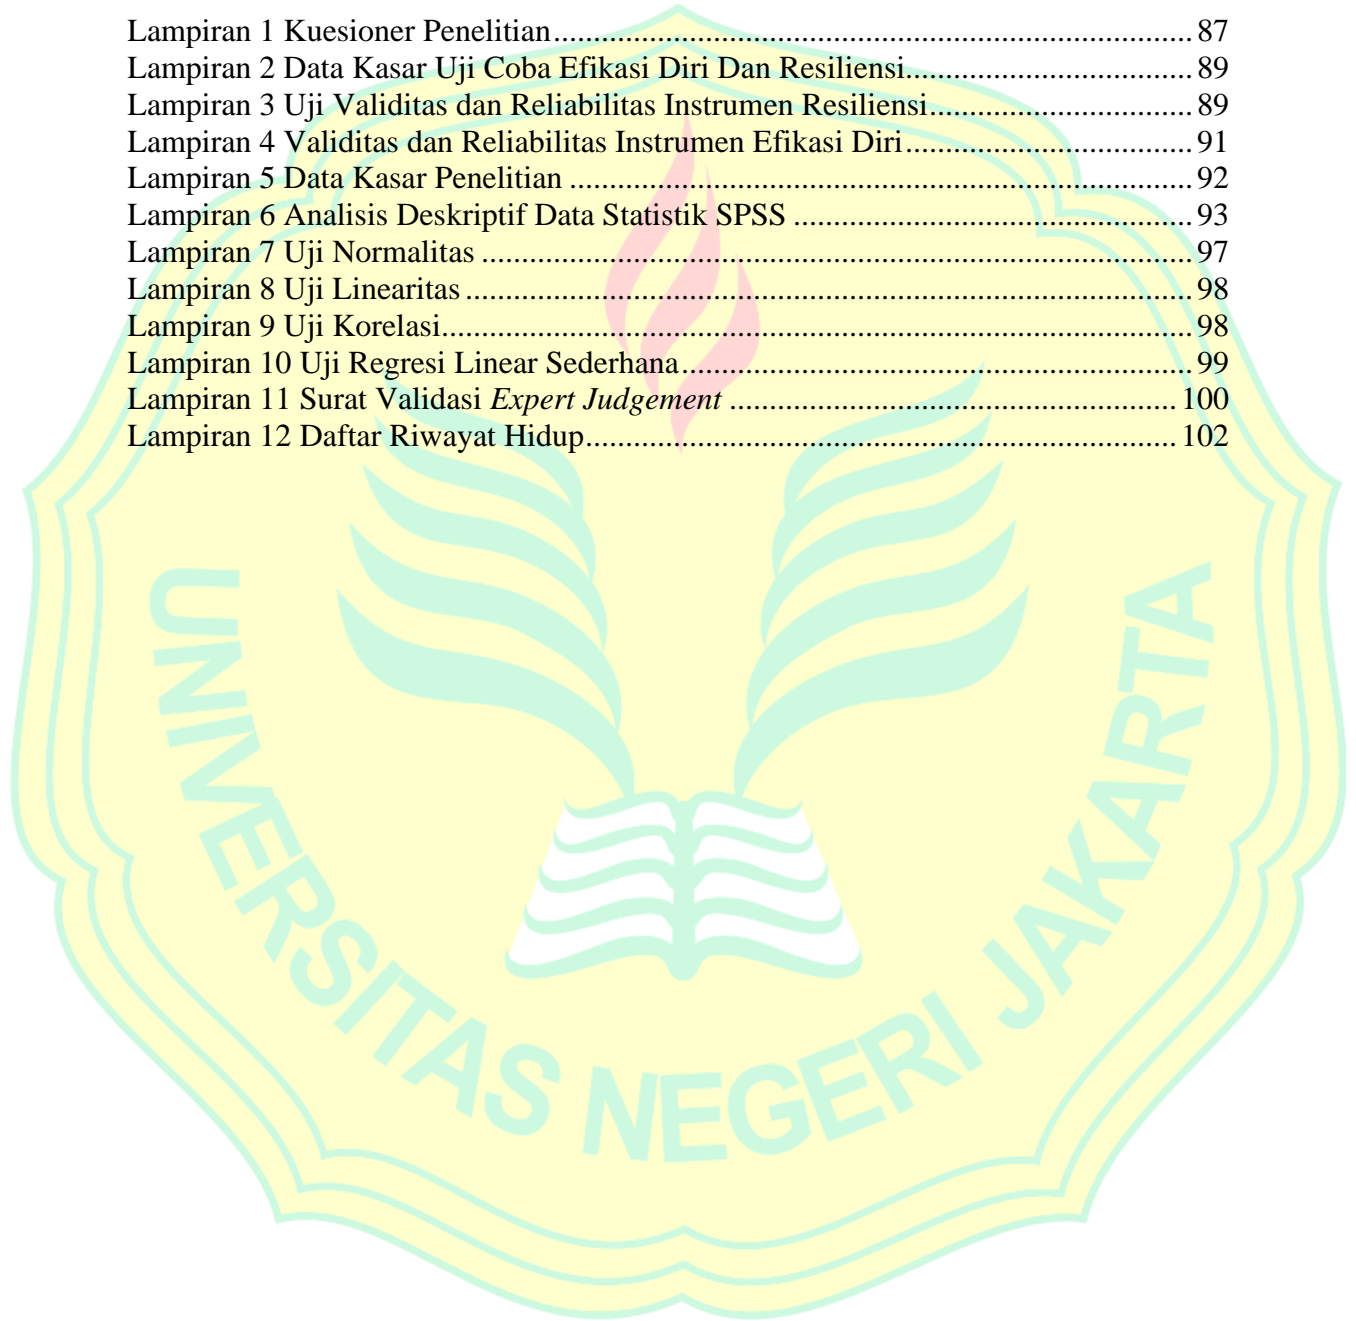 Lampiran 1 Kuesioner Penelitian................................................................................ 87
Lampiran 2 Data Kasar Uji Coba Efikasi Diri Dan Resiliensi.................................... 89
Lampiran 3 Uji Validitas dan Reliabilitas Instrumen Resiliensi................................. 89
Lampiran 4 Validitas dan Reliabilitas Instrumen Efikasi Diri.................................... 91
Lampiran 5 Data Kasar Penelitian .............................................................................. 92
Lampiran 6 Analisis Deskriptif Data Statistik SPSS .................................................. 93
Lampiran 7 Uji Normalitas ......................................................................................... 97
Lampiran 8 Uji Linearitas ........................................................................................... 98
Lampiran 9 Uji Korelasi.............................................................................................. 98
Lampiran 10 Uji Regresi Linear Sederhana................................................................ 99
Lampiran 11 Surat Validasi Expert Judgement ........................................................ 100
Lampiran 12 Daftar Riwayat Hidup.......................................................................... 102
UNIVERSITAS NEGERI JAKARTA